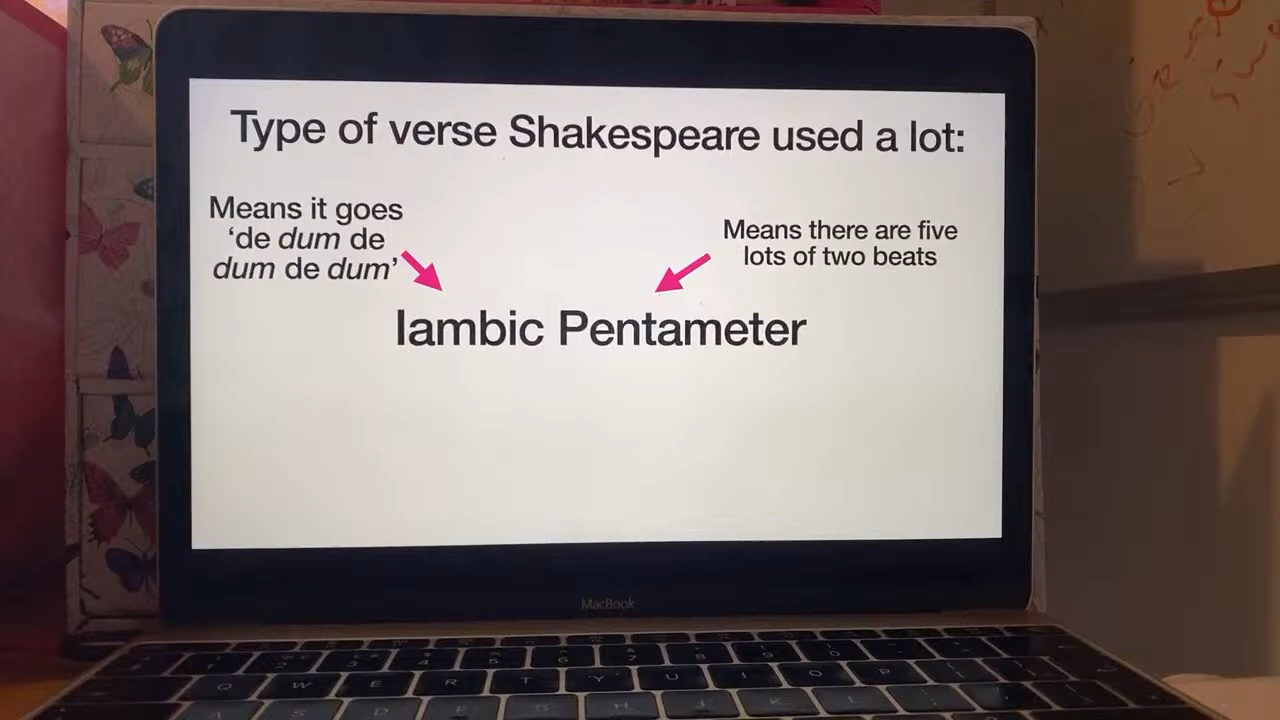 Type of verse Shakespeare used a lot:
Means it goes
‘de dum de
dum de dum’
Means there are five
lots of two beats
Iambic Pentameter
MacBook
Q W E R T Y U I O P